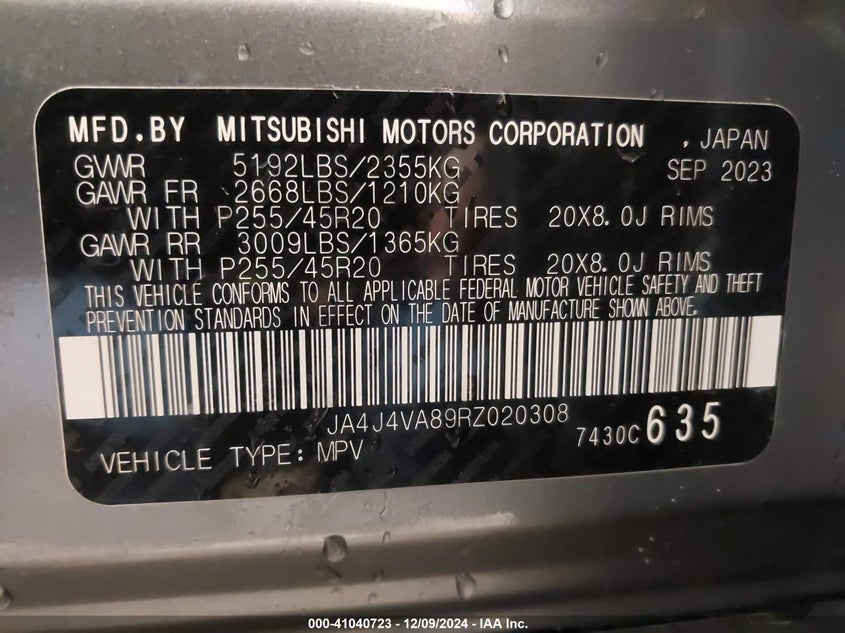 MFD.BY MITSUBISHI MOTORS CORPORATION , JAPAN
GVWR 5192LBS/2355KG SEP 2023
GAWR FR 2668LBS/1210KG
WITH P255/45R20 TIRES 20X8.0J RIMS
GAWR RR 3009LBS/1365KG
WITH P255/45R20 TIRES 20X8.0J RIMS
THIS VEHICLE CONFORMS TO ALL APPLICABLE FEDERAL MOTOR VEHICLE SAFETY AND THEFT
PREVENTION STANDARDS IN EFFECT ON THE DATE OF MANUFACTURE SHOWN ABOVE.
JA4J4VA89RZ020308
7430C 635
VEHICLE TYPE: MPV
000-41040723 - 12/09/2024 - IAA Inc.